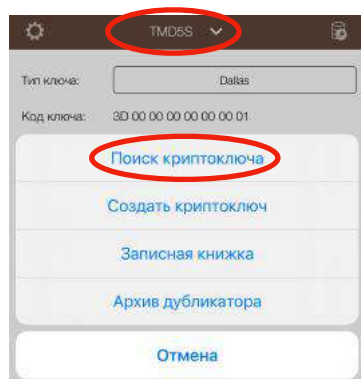 TMD5S
Тип ключа: Dallas
Код ключа: 3D 00 00 00 00 00 00 01
Поиск криптоключа
Создать криптоключ
Записная книжка
Архив дубликатора
Отмена